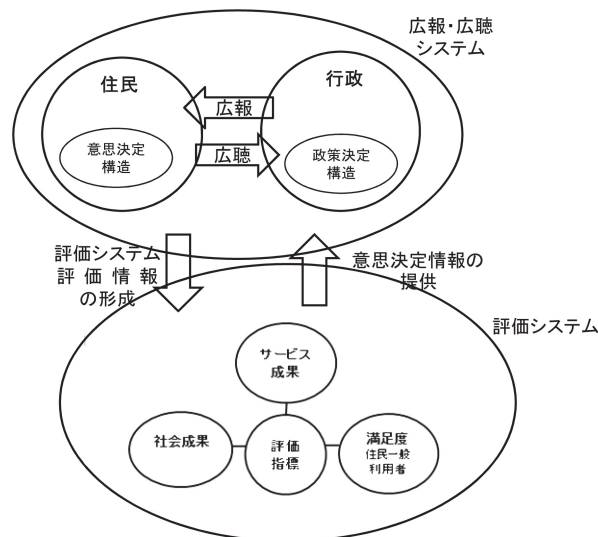 広報・広聴
システム
住民
行政
広報
広聴
意思決定
構造
政策決定
構造
評価システム
評価情報
の形成
意思決定情報の
提供
評価システム
サービス
成果
社会成果
評価
指標
満足度
住民一般
利用者